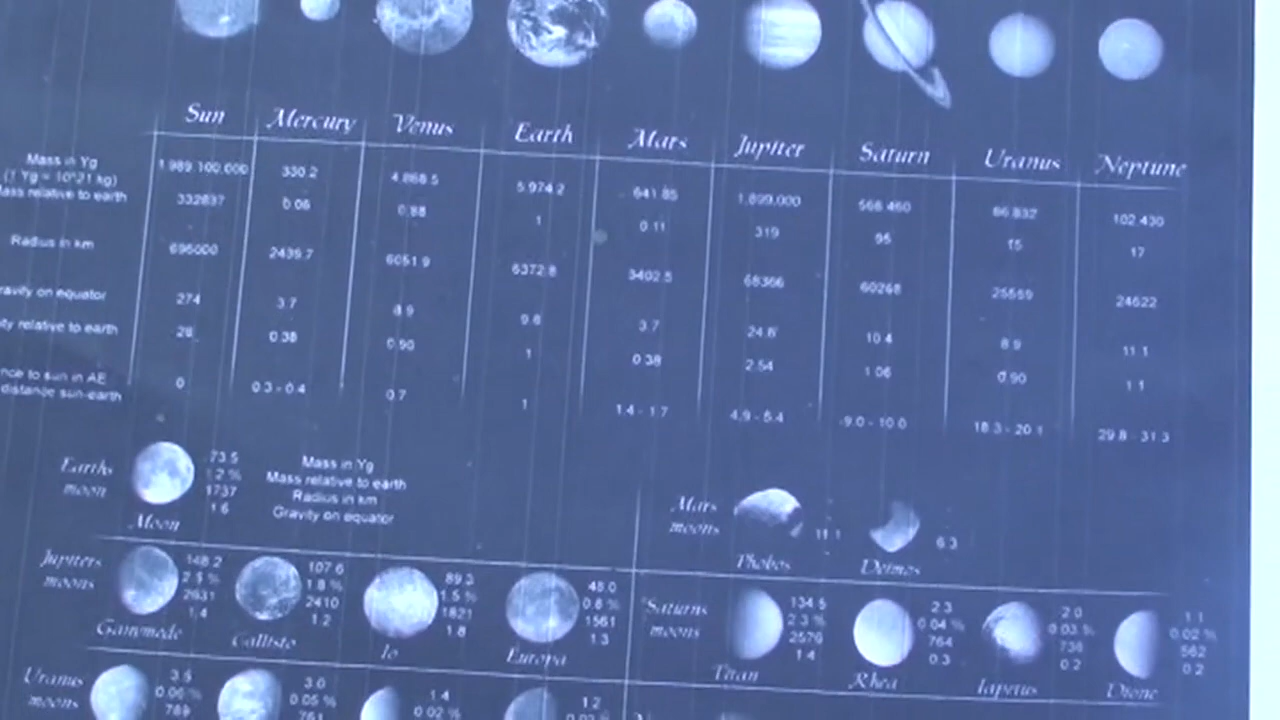 Sun Mercury Venus Earth Mars Jupiter Saturn Uranus Neptune
Mass in Yg 1.989.100.000 330.2 4.868.5 5.974.2 641.85 1,899,000 568.460 86.832 102.430
(1 Yg = 10^21 kg)
relative to earth 332837 0.06 0.88 1 0.11 319 95 15 17
Radius in km 695000 2439.7 6051.9 6372.8 3402.5 68366 60268 25559 24622
on equator 274 3.7 8.9 9.8 3.7 24.8 10.4 8.9 11.1
relative to earth 28 0.38 0.90 1 0.38 2.54 1.06 0.90 1.1
to sun in AE 0 0.3 - 0.4 0.7 1 1.4 - 1.7 4.9 - 5.4 9.0 - 10.0 18.3 - 20.1 29.8 - 31.3
distance sun-earth
Earths
moon
73.5
1.2 %
1737
1.6
Moon
Mass in Yg
Mass relative to earth
Radius in km
Gravity on equator
Mars
moons
11.1
Phobos
6.3
Deimos
Jupiters
moons
148.2
2.5 %
2631
1.4
Ganemede
107.6
1.8 %
2410
1.2
Callisto
89.3
1.5 %
1821
1.8
Io
48.0
0.8 %
1561
1.3
Europa
Saturns
moons
134.5
2.3 %
2576
1.4
Titan
2.3
0.04 %
764
0.3
Rhea
2.0
0.03 %
736
0.2
Iapetus
1.1
0.02 %
562
0.2
Dione
Uranus
moons
3.5
0.06 %
789
3.0
0.05 %
761
1.4
0.02 %
1.2